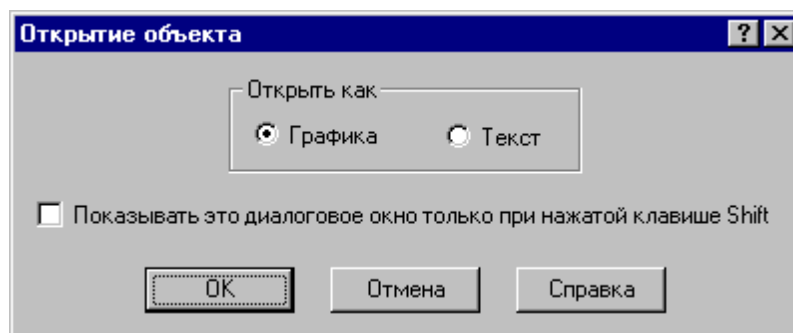 Открытие объекта
Открыть как
Графика Текст
Показывать это диалоговое окно только при нажатой клавише Shift
OK Отмена Справка